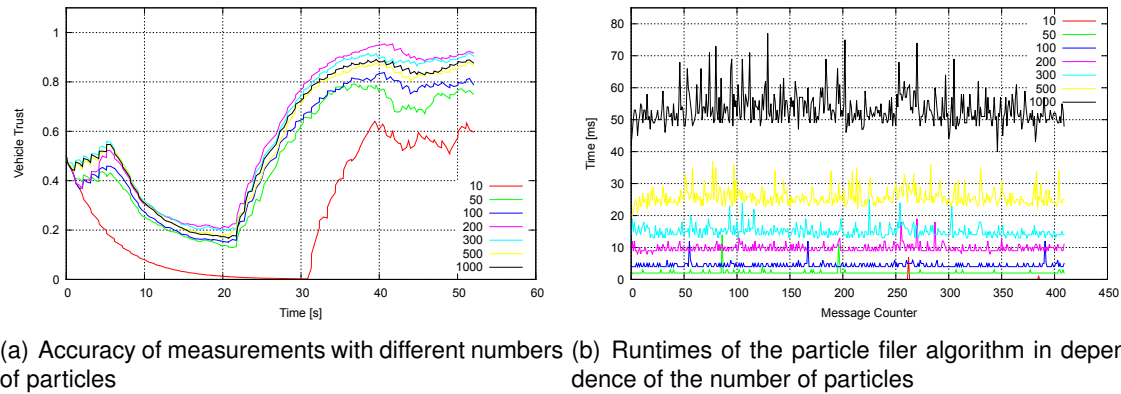 1
0.8
0.6
0.4
0.2
0
0 10 20 30 40 50 60
Vehicle Trust
Time [s]
10
50
100
200
300
500
1000
80
70
60
50
40
30
20
10
0
0 50 100 150 200 250 300 350 400 450
Time [ms]
Message Counter
10
50
100
200
300
500
1000
(a) Accuracy of measurements with different numbers
of particles
(b) Runtimes of the particle filer algorithm in deper
dence of the number of particles